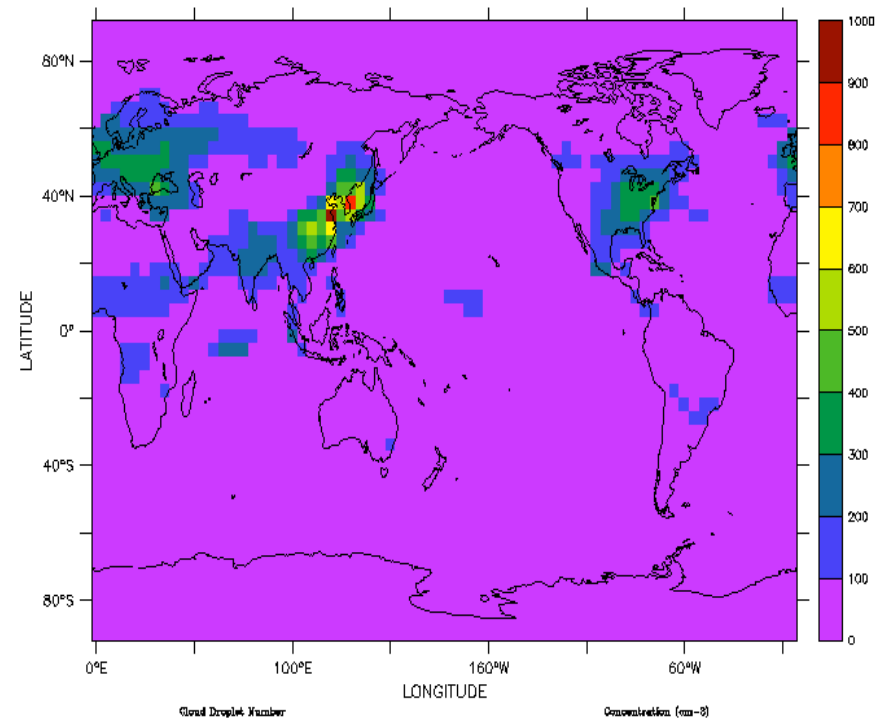 80°N
40°N
0°
40°S
80°S
LATITUDE
0°E
100°E
160°W
60°W
LONGITUDE
1000
900
800
700
600
500
400
300
200
100
0
Cloud Droplet Number
Concentration (cm-3)